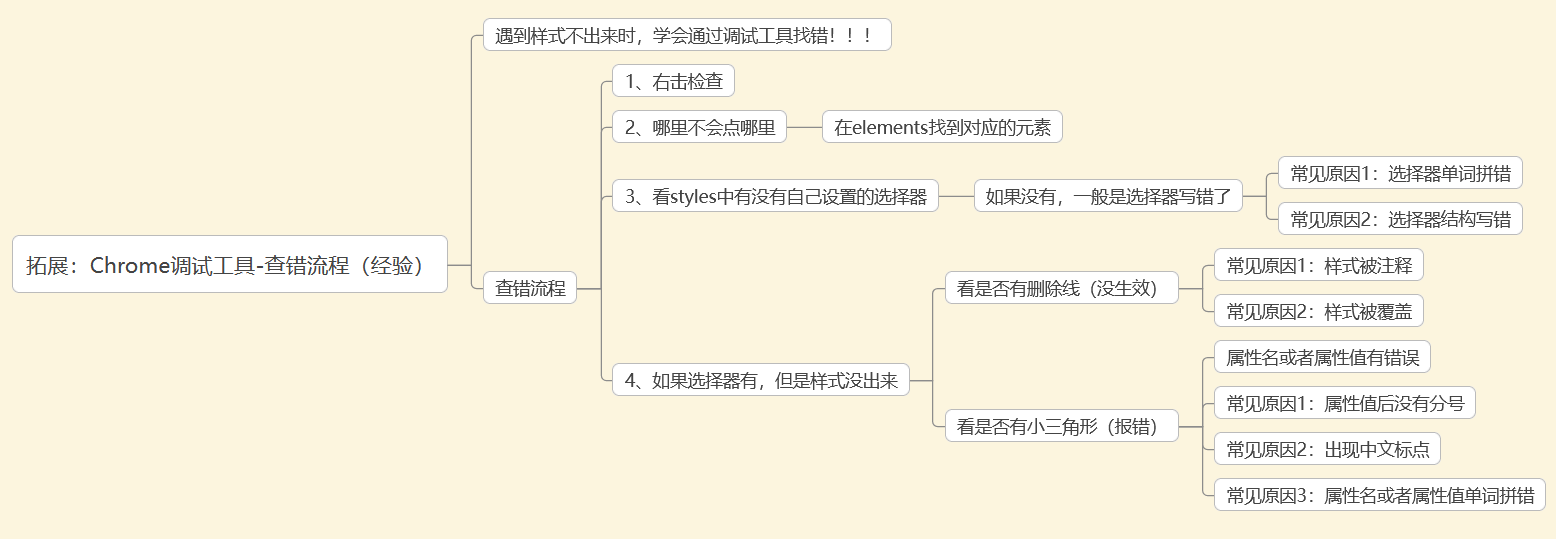 遇到样式不出来时，学会通过调试工具找错！！！
1、右击检查
2、哪里不会点哪里
在elements找到对应的元素
3、看styles中有没有自己设置的选择器
如果没有，一般是选择器写错了
常见原因1：选择器单词拼错
常见原因2：选择器结构写错
拓展：Chrome调试工具-查错流程（经验）
查错流程
4、如果选择器有，但是样式没出来
看是否有删除线（没生效）
常见原因1：样式被注释
常见原因2：样式被覆盖
看是否有小三角形（报错）
属性名或者属性值有错误
常见原因1：属性值后没有分号
常见原因2：出现中文标点
常见原因3：属性名或者属性值单词拼错